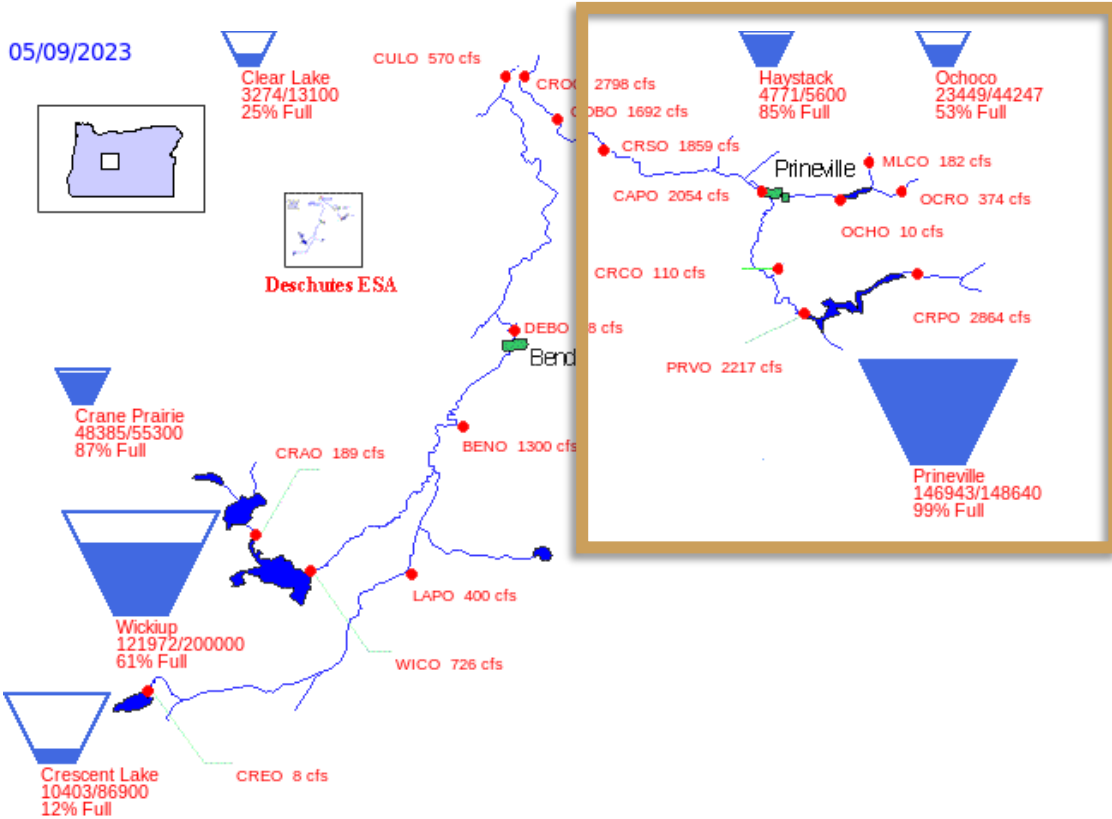 05/09/2023
Clear Lake
3274/13100
25% Full
CULO 570 cfs
2798 cfs
1692 cfs
CRSO 1859 cfs
CAPO 2054 cfs
Haystack
4771/5600
85% Full
Ochoco
23449/44247
53% Full
Prineville
MLCO 182 cfs
OCRO 374 cfs
OCHO 10 cfs
CRCO 110 cfs
CRPO 2864 cfs
PRVO 2217 cfs
Prineville
146943/148640
99% Full
Deschutes ESA
DEBO 8 cfs
Bend
BENO 1300 cfs
Crane Prairie
48385/55300
87% Full
CRAO 189 cfs
LAPO 400 cfs
Wickiup
121972/200000
61% Full
WICO 726 cfs
Crescent Lake
10403/86900
12% Full
CREO 8 cfs